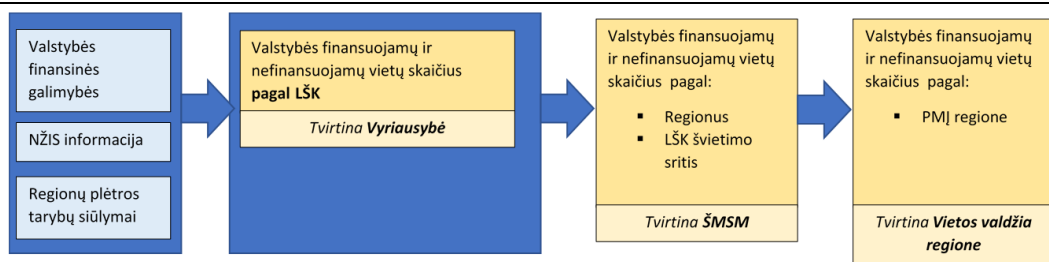 Valstybės
finansinės
galimybės
NŽIS informacija
Regionų plėtros
tarybų siūlymai
Valstybės finansuojamų ir
nefinansuojamų vietų skaičius
pagal LŠK
Tvirtina Vyriausybė
Valstybės finansuojamų
ir nefinansuojamų vietų
skaičius pagal:
▪ Regionus
▪ LŠK švietimo
sritis
Tvirtina ŠMSM
Valstybės finansuojamų
ir nefinansuojamų vietų
skaičius pagal:
▪ PMĮ regione
Tvirtina Vietos valdžia
regione